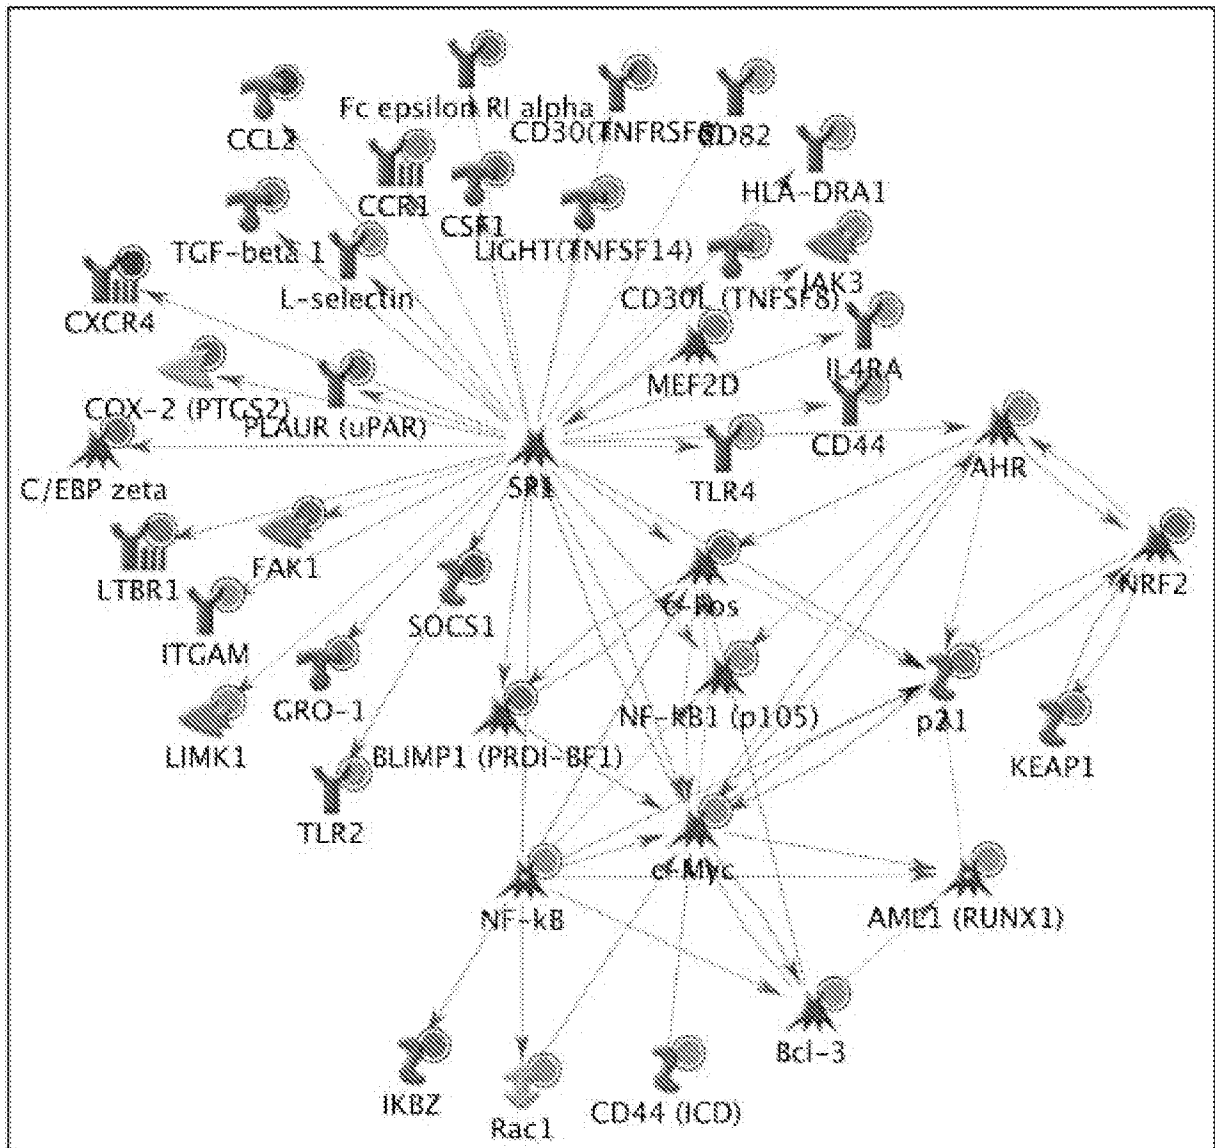 Fc epsilon RI alpha
CD30(TNFRSF8)
CD82
CCL2
HLA-DRA1
CCR1
CSF1
LIGHT(TNFSF14)
TGF-beta 1
JAK3
L-selectin
CD30L (TNFSF8)
CXCR4
IL4RA
MEF2D
COX-2 (PTGS2)
PLAUR (uPAR)
CD44
AHR
C/EBP zeta
TLR4
FAK1
LTBR1
NRF2
c-Fos
SOCS1
ITGAM
GRO-1
NF-kB1 (p105)
p21
LIMK1
BLIMP1 (PRDI-BF1)
KEAP1
TLR2
c-Myc
NF-kB
AML1 (RUNX1)
Bcl-3
IKBZ
Rac1
CD44 (ICD)